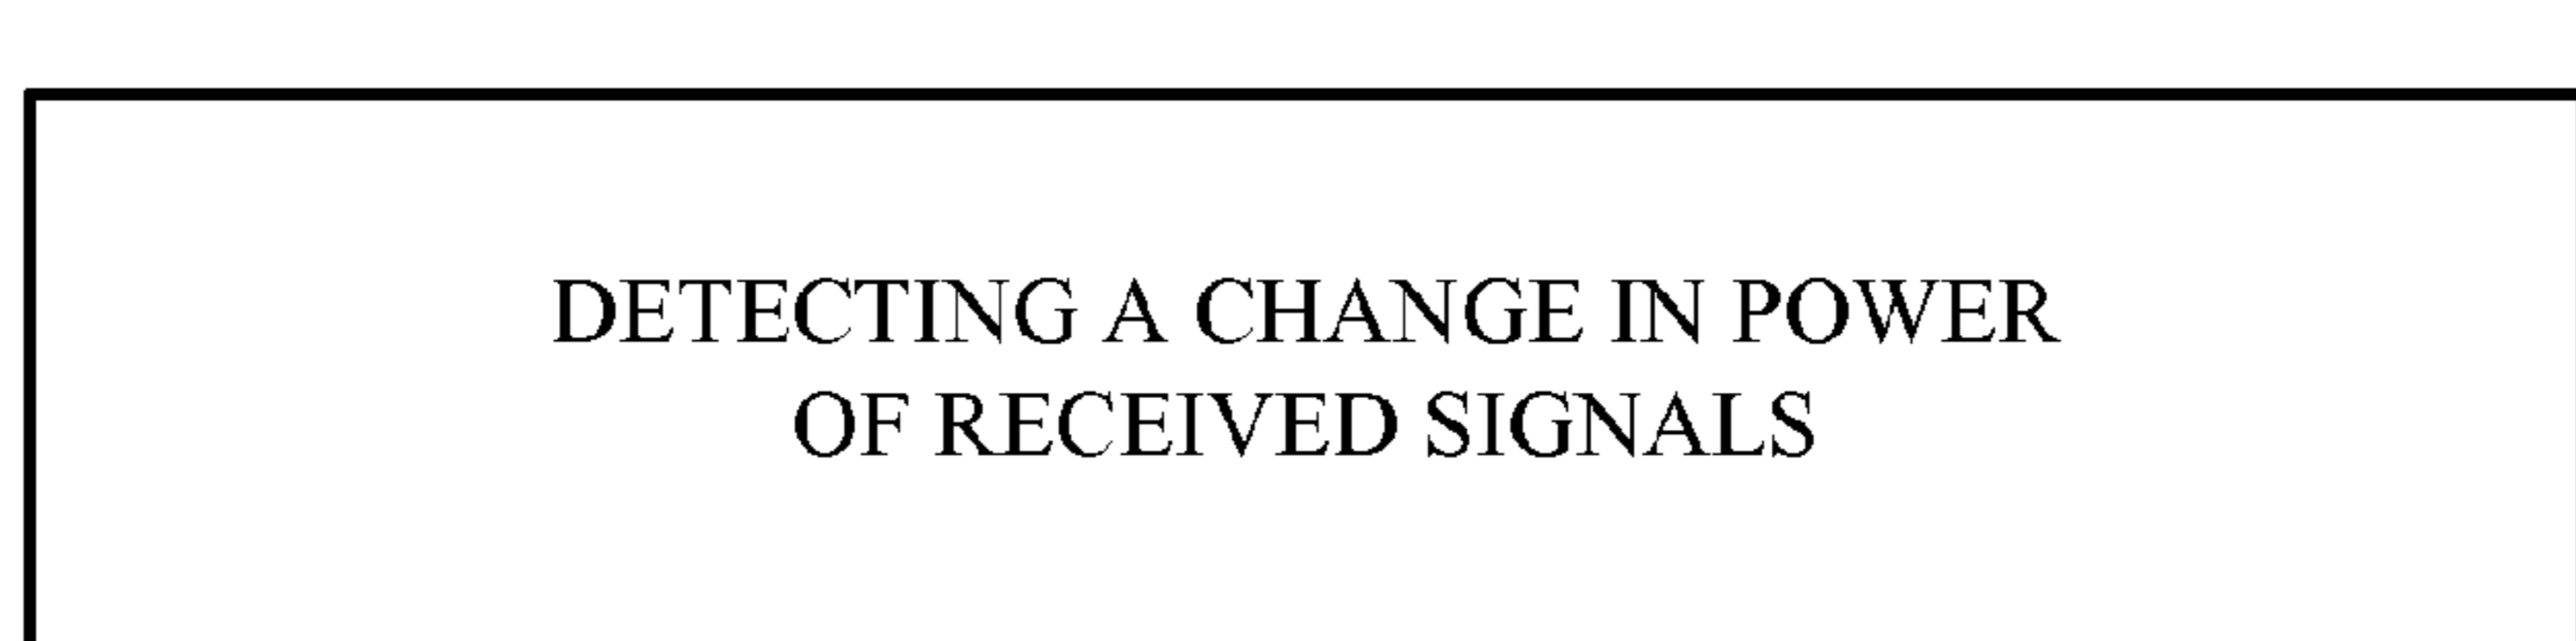 DETECTING A CHANGE IN POWER
OF RECEIVED SIGNALS